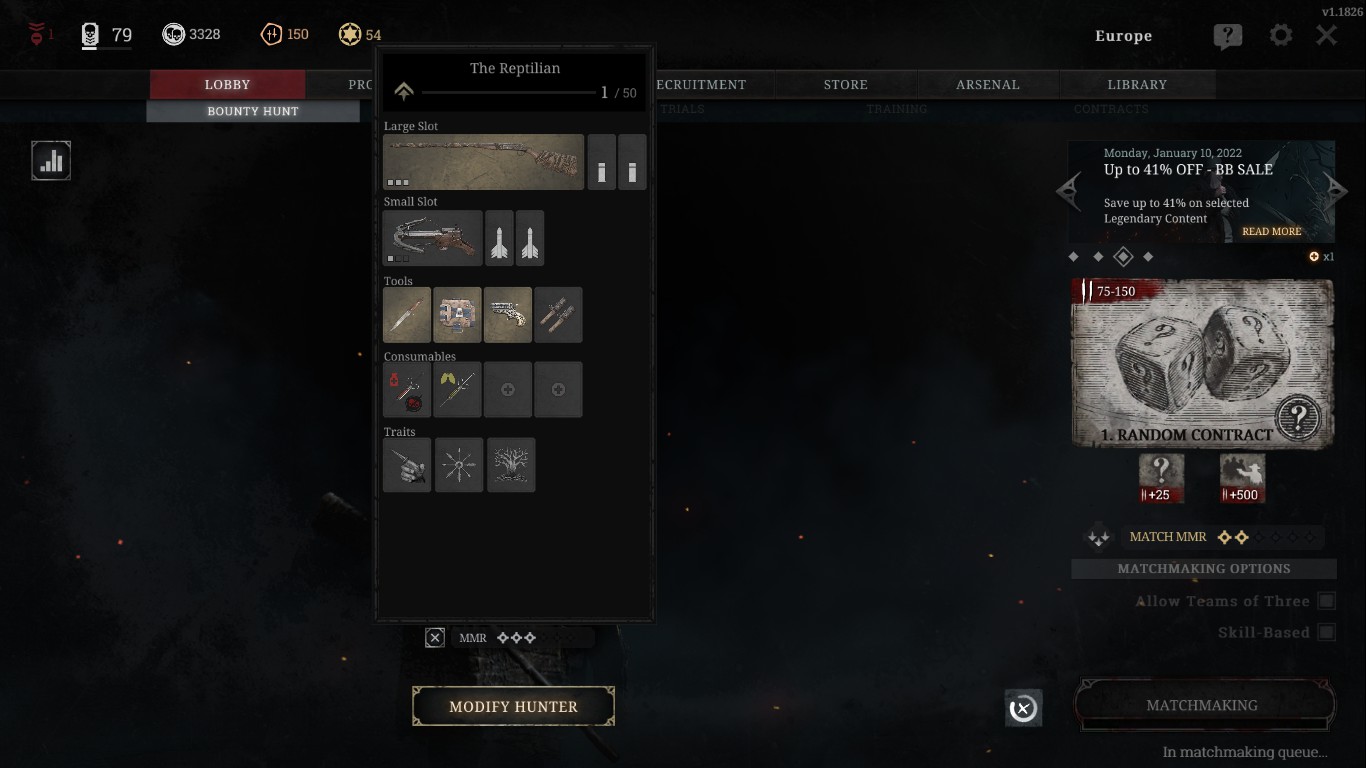 v1.1826
1
79
3328
150
54
Europe
LOBBY
PRO
ECRUITMENT
STORE
ARSENAL
LIBRARY
BOUNTY HUNT
TRIALS
TRAINING
CONTRACTS
The Reptilian
1 / 50
Large Slot
Small Slot
Tools
Consumables
Traits
MMR
MODIFY HUNTER
Monday, January 10, 2022
Up to 41% OFF - BB SALE
Save up to 41% on selected
Legendary Content
READ MORE
x1
75-150
1. RANDOM CONTRACT
+25
+500
MATCH MMR
MATCHMAKING OPTIONS
Allow Teams of Three
Skill-Based
MATCHMAKING
In matchmaking queue...